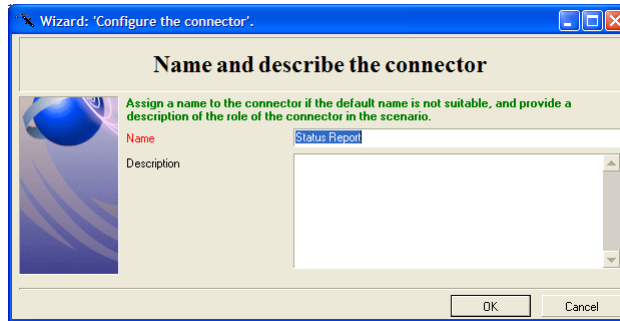 Wizard: 'Configure the connector'.
Name and describe the connector
Assign a name to the connector if the default name is not suitable, and provide a
description of the role of the connector in the scenario.
Name
Status Report
Description
OK
Cancel